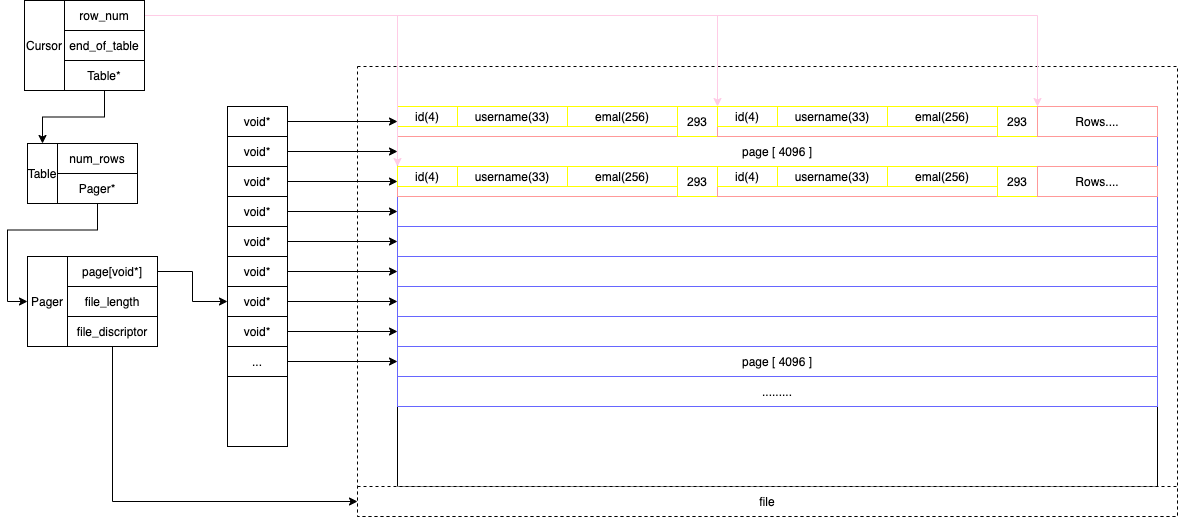 row_num
Cursor
end_of_table
Table*
num_rows
Table
Pager*
page[void*]
Pager
file_length
file_discriptor
void*
void*
void*
void*
void*
void*
void*
void*
...
id(4) username(33) emal(256) 293 id(4) username(33) emal(256) 293 Rows....
page [ 4096 ]
id(4) username(33) emal(256) 293 id(4) username(33) emal(256) 293 Rows....
page [ 4096 ]
.........
file